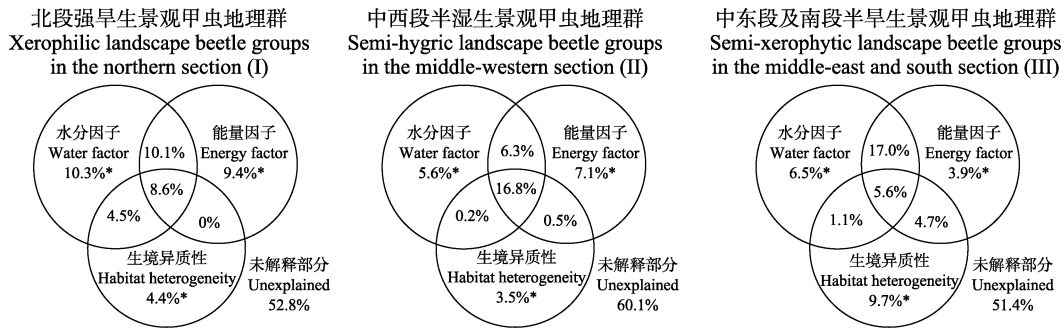 北段强旱生景观甲虫地理群
Xerophilic landscape beetle groups
in the northern section (I)
水分因子
Water factor
10.3%*
10.1%
能量因子
Energy factor
9.4%*
8.6%
4.5%
0%
生境异质性
Habitat heterogeneity
4.4%*
未解释部分
Unexplained
52.8%
中西段半湿生景观甲虫地理群
Semi-hygric landscape beetle groups
in the middle-western section (II)
水分因子
Water factor
5.6%*
6.3%
能量因子
Energy factor
7.1%*
16.8%
0.2%
0.5%
生境异质性
Habitat heterogeneity
3.5%*
未解释部分
Unexplained
60.1%
中东段及南段半旱生景观甲虫地理群
Semi-xerophytic landscape beetle groups
in the middle-east and south section (III)
水分因子
Water factor
6.5%*
17.0%
能量因子
Energy factor
3.9%*
5.6%
1.1%
4.7%
生境异质性
Habitat heterogeneity
9.7%*
未解释部分
Unexplained
51.4%